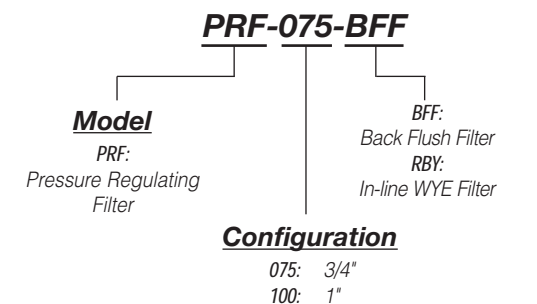 PRF-075-BFF
Model
PRF:
Pressure Regulating
Filter
BFF:
Back Flush Filter
RBY:
In-line WYE Filter
Configuration
075: 3/4"
100: 1"